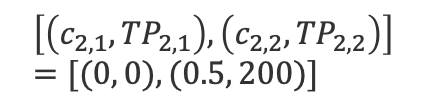 [(c₂,₁, TP₂,₁), (c₂,₂, TP₂,₂)]
= [(0, 0), (0.5, 200)]